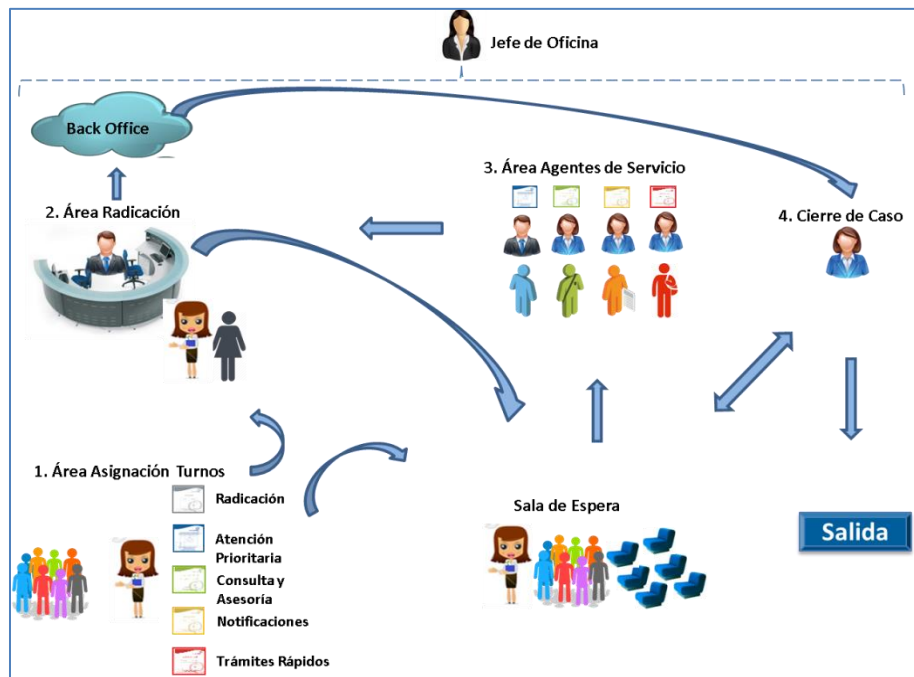 Jefe de Oficina
Back Office
3. Área Agentes de Servicio
2. Área Radicación
4. Cierre de Caso
1. Área Asignación Turnos
Radicación
Atención
Prioritaria
Consulta y
Asesoría
Notificaciones
Trámites Rápidos
Sala de Espera
Salida